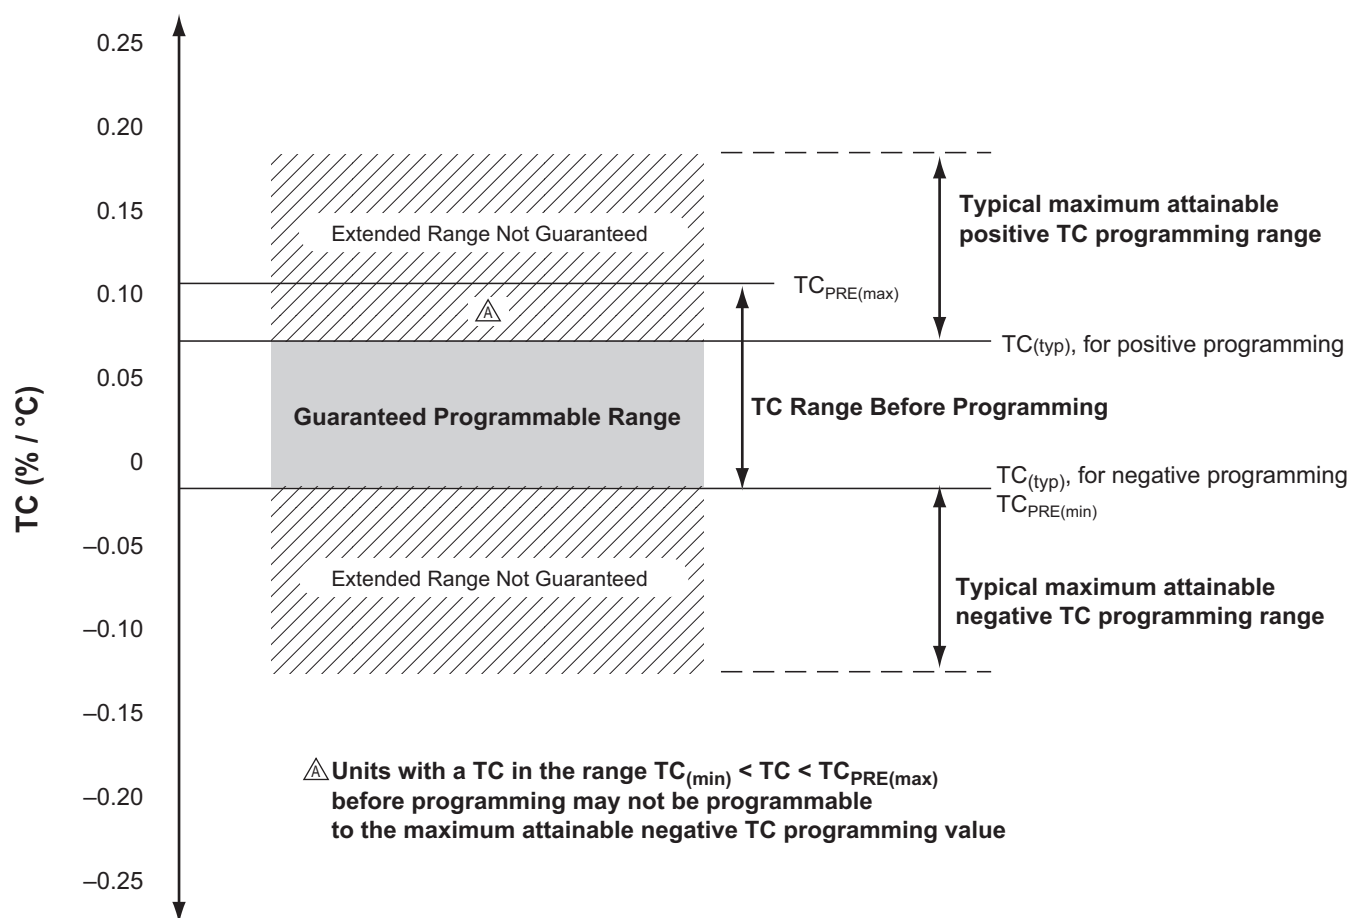 0.25
0.20
0.15
0.10
0.05
0
–0.05
–0.10
–0.15
–0.20
–0.25
TC (% / °C)
Extended Range Not Guaranteed
A
Guaranteed Programmable Range
Extended Range Not Guaranteed
Typical maximum attainable
positive TC programming range
TCPRE(max)
TC(typ), for positive programming
TC Range Before Programming
TC(typ), for negative programming
TCPRE(min)
Typical maximum attainable
negative TC programming range
A Units with a TC in the range TC(min) < TC < TCPRE(max)
before programming may not be programmable
to the maximum attainable negative TC programming value